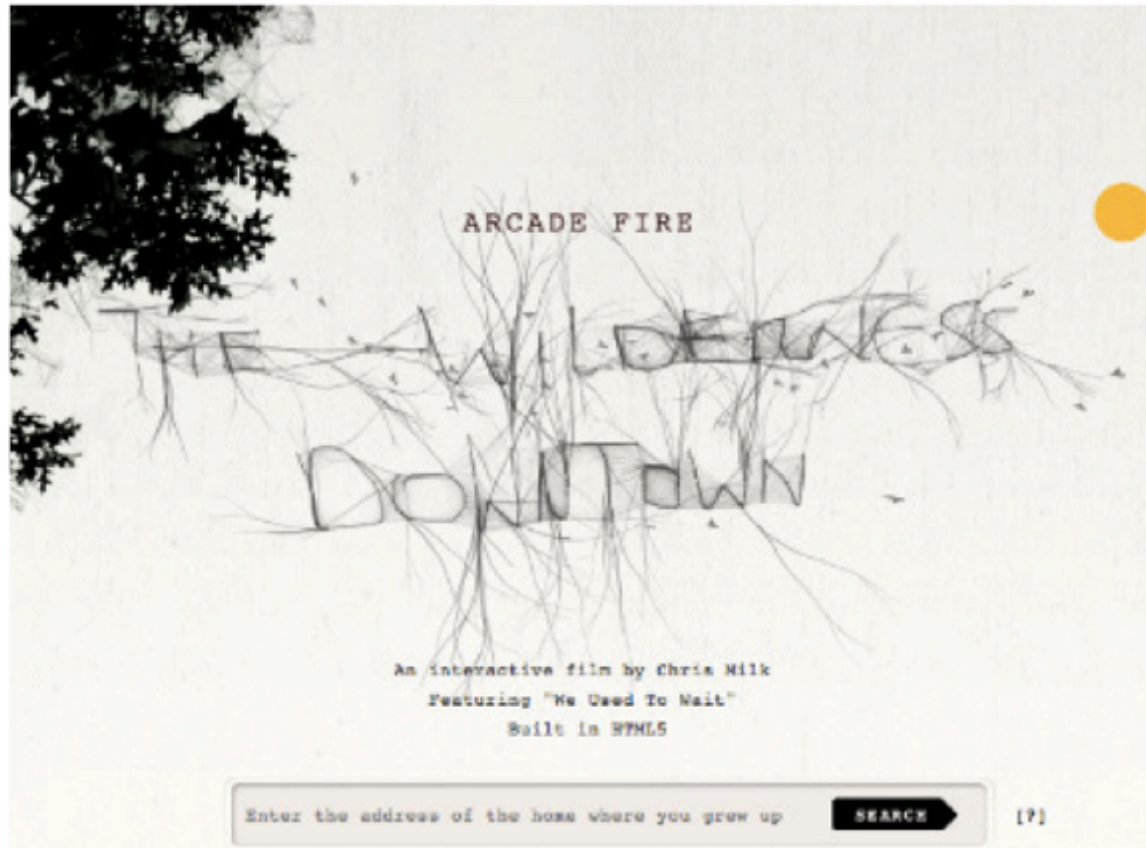 ARCADE FIRE
THE WILDERNESS
DOWNTOWN
An interactive film by Chris Milk
Featuring "We Used To Wait"
Built in HTML5
Enter the address of the home where you grew up SEARCH [?]